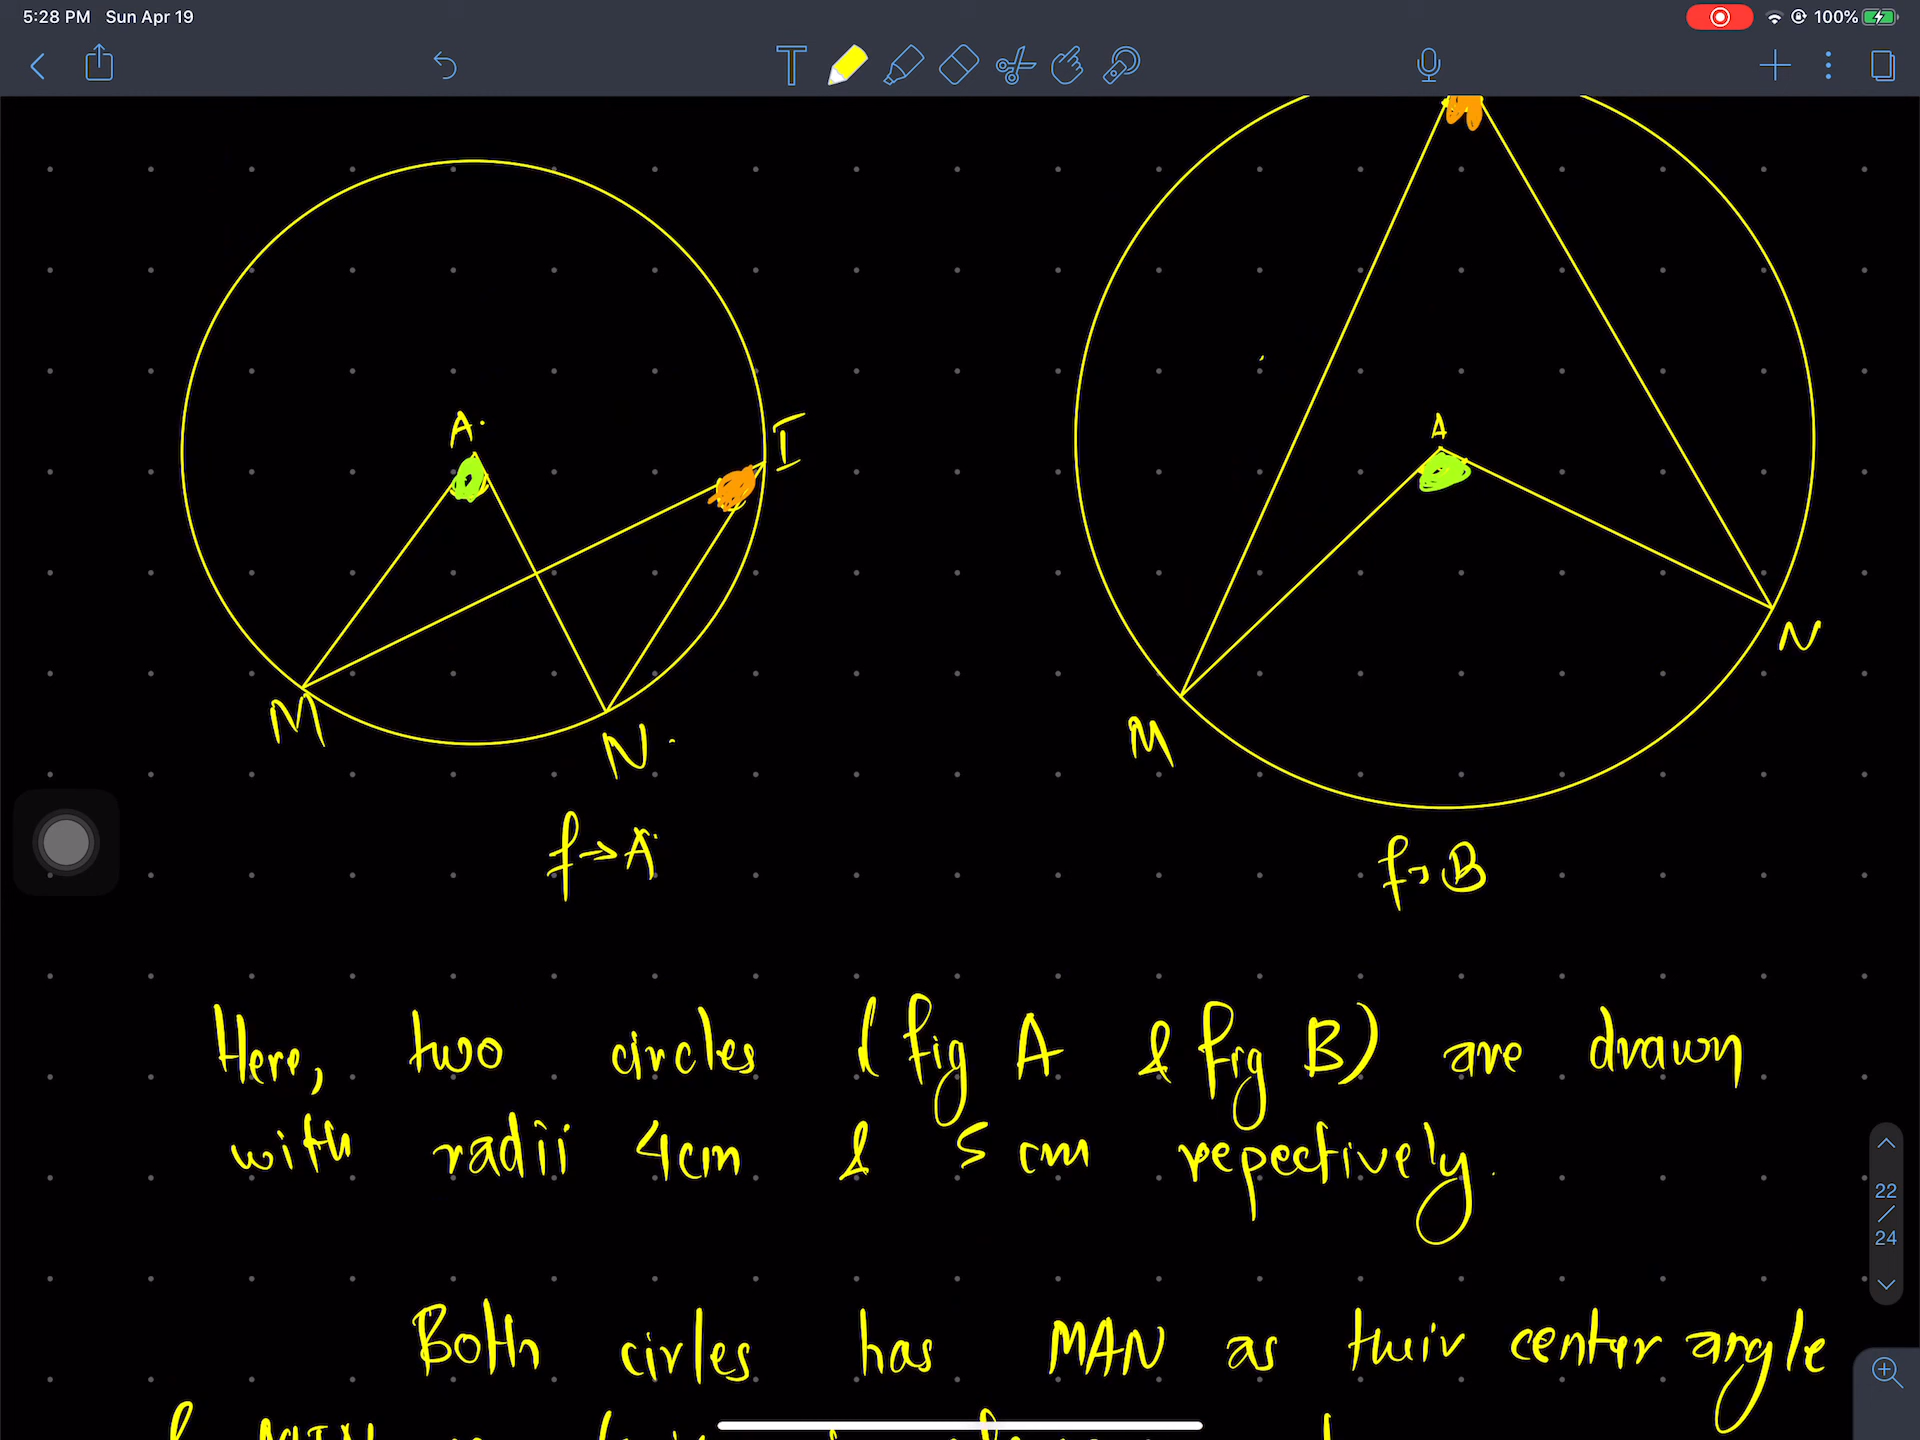 5:28 PM Sun Apr 19
100%
A
I
M
N
f→A
A
M
N
f→B
Here, two circles (fig A & fig B) are drawn
with radii 4cm & 5 cm repectively.
Both cirles has MAN as their center angle
& MIN
22
/
24